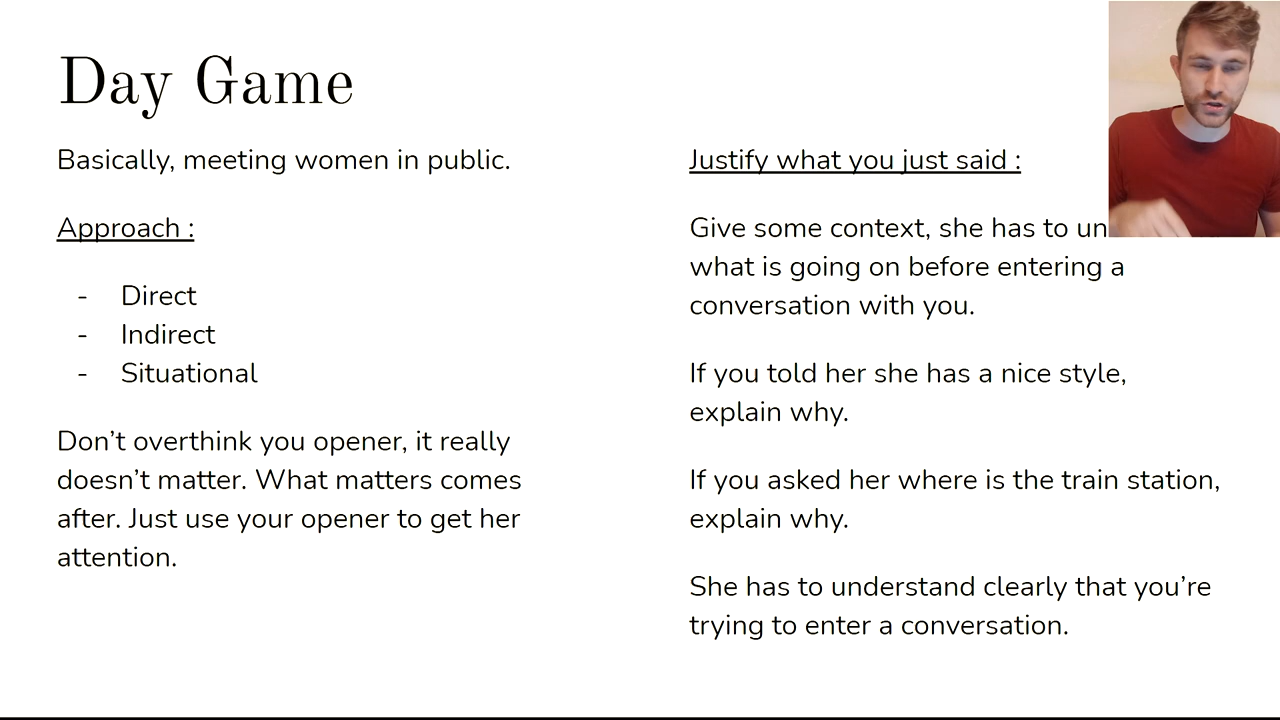 Day Game
Basically, meeting women in public.
Approach :
- Direct
- Indirect
- Situational
Don't overthink you opener, it really
doesn't matter. What matters comes
after. Just use your opener to get her
attention.
Justify what you just said :
Give some context, she has to
what is going on before entering a
conversation with you.
If you told her she has a nice style,
explain why.
If you asked her where is the train station,
explain why.
She has to understand clearly that you're
trying to enter a conversation.